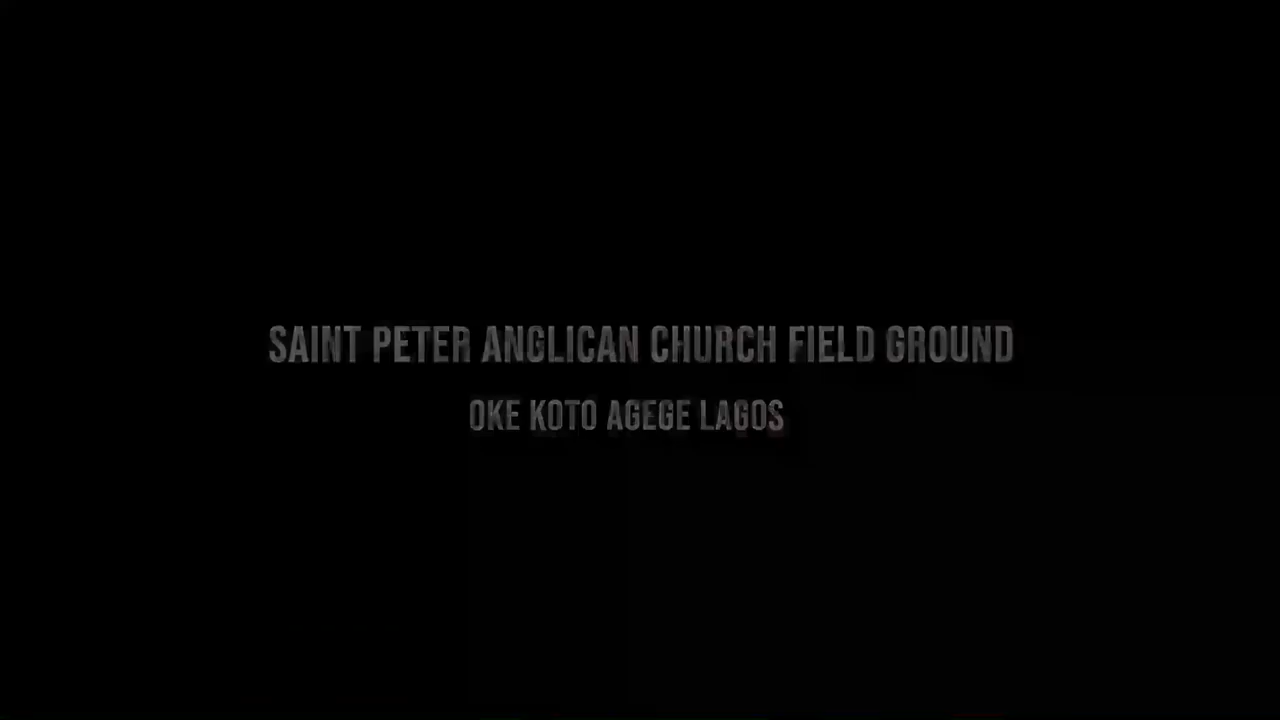 SAINT PETER ANGLICAN CHURCH FIELD GROUND
OKE KOTO AGEGE LAGOS